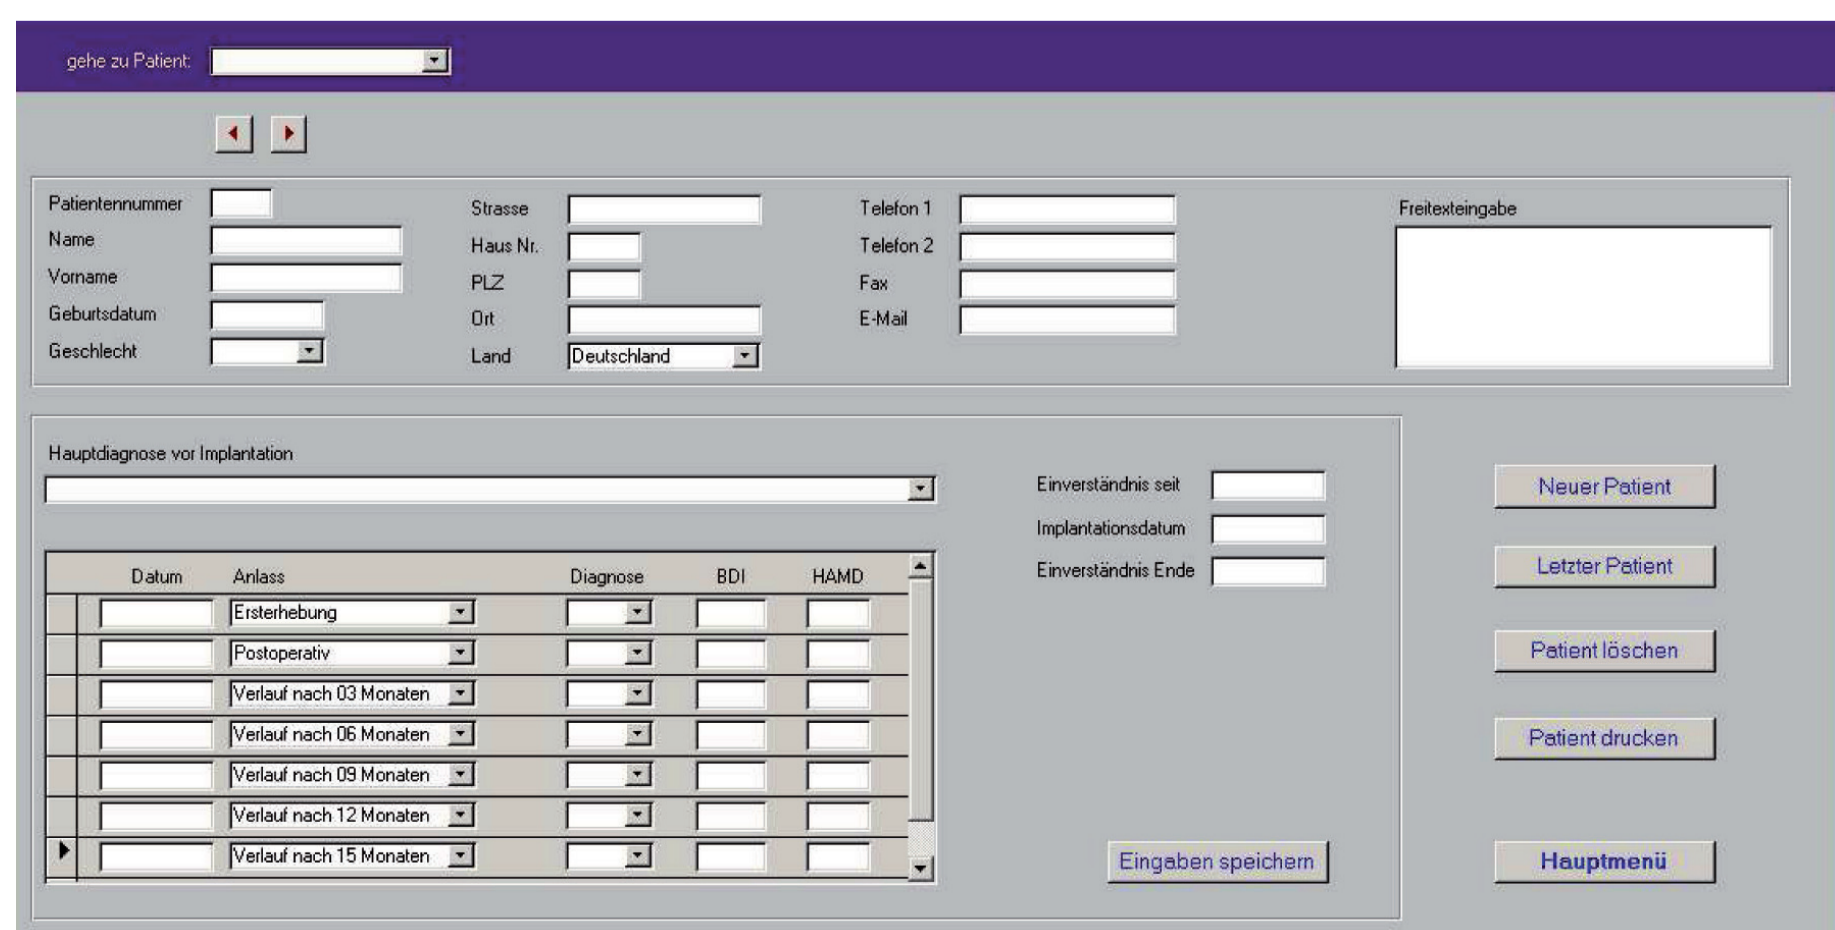 gehe zu Patient:
Patientennummer
Name
Vorname
Geburtsdatum
Geschlecht
Strasse
Haus Nr.
PLZ
Ort
Land Deutschland
Telefon 1
Telefon 2
Fax
E-Mail
Freitexteingabe
Hauptdiagnose vor Implantation
Datum Anlass Diagnose BDI HAMD
Ersterhebung
Postoperativ
Verlauf nach 03 Monaten
Verlauf nach 06 Monaten
Verlauf nach 09 Monaten
Verlauf nach 12 Monaten
Verlauf nach 15 Monaten
Einverständnis seit
Implantationsdatum
Einverständnis Ende
Eingaben speichern
Neuer Patient
Letzter Patient
Patient löschen
Patient drucken
Hauptmenü